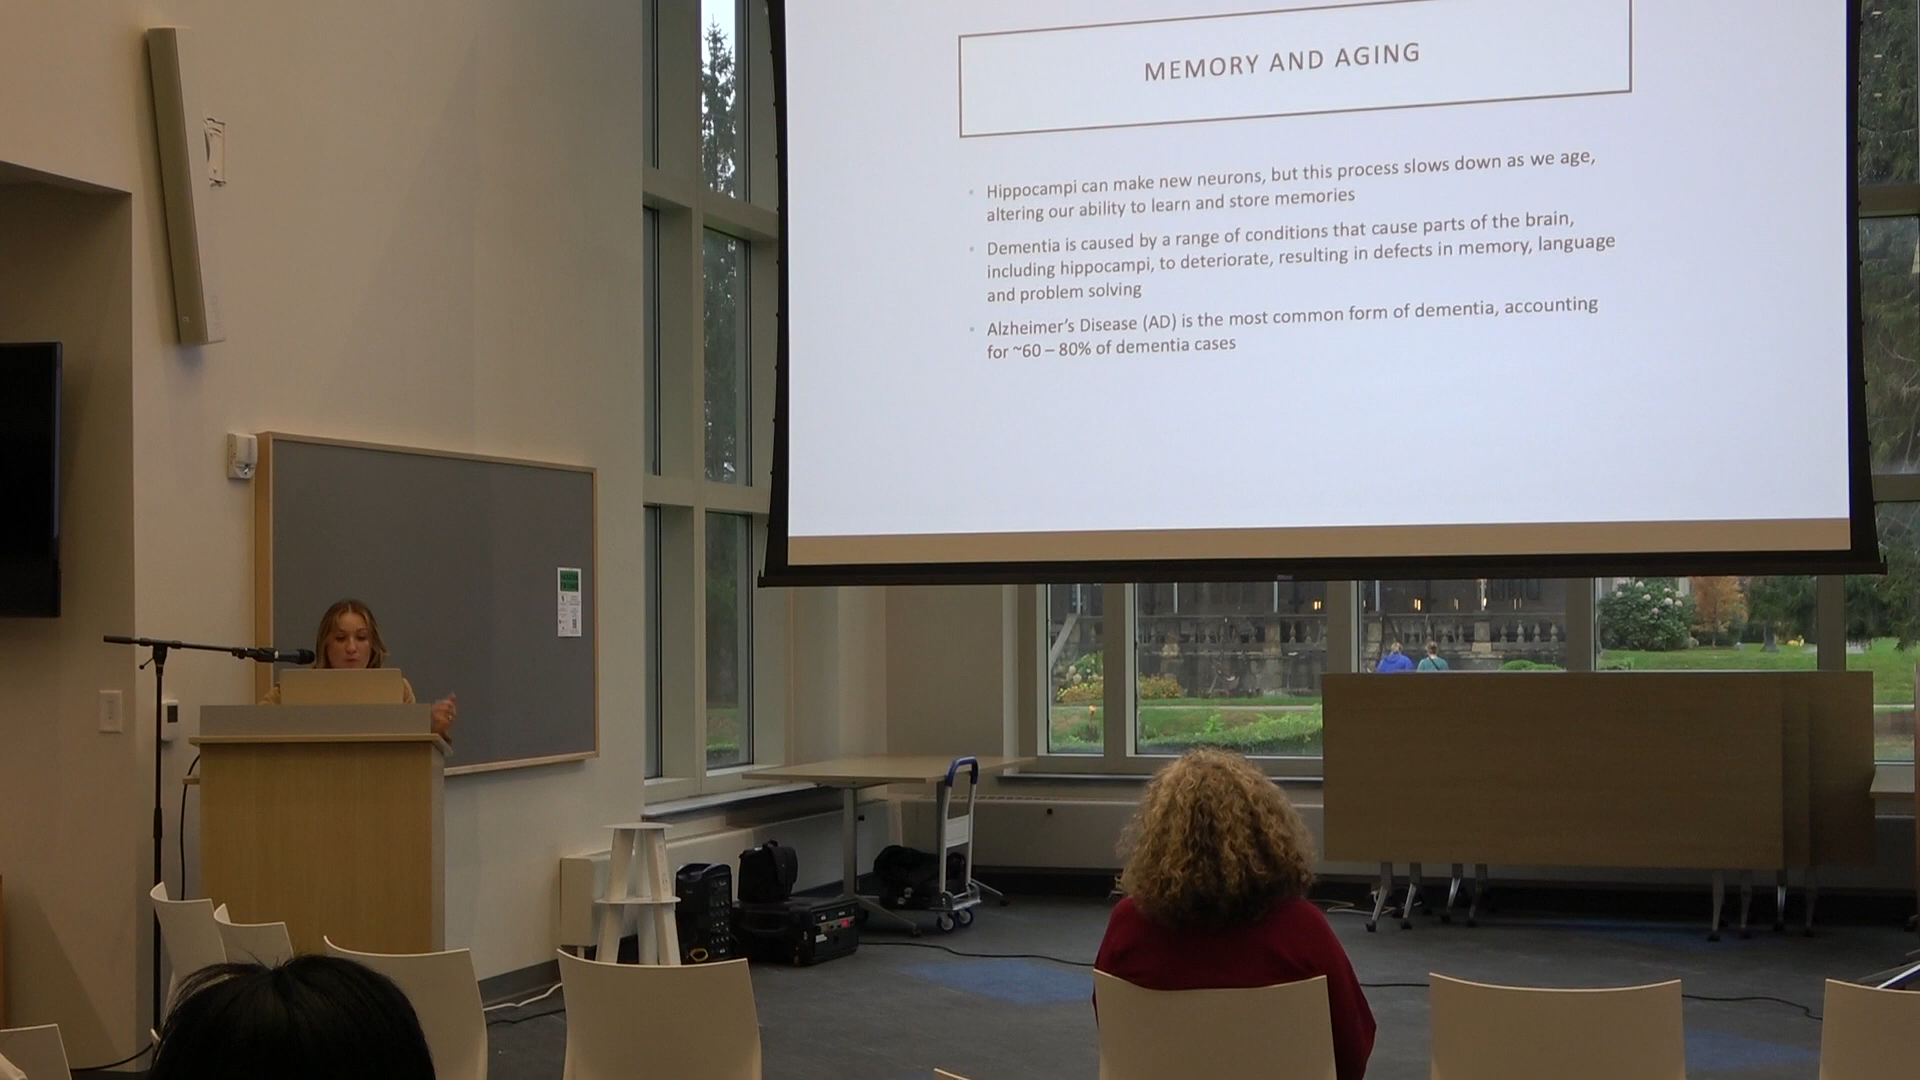 MEMORY AND AGING
Hippocampi can make new neurons, but this process slows down as we age,
altering our ability to learn and store memories
Dementia is caused by a range of conditions that cause parts of the brain,
including hippocampi, to deteriorate, resulting in defects in memory, language
and problem solving
Alzheimer's Disease (AD) is the most common form of dementia, accounting
for ~60 – 80% of dementia cases